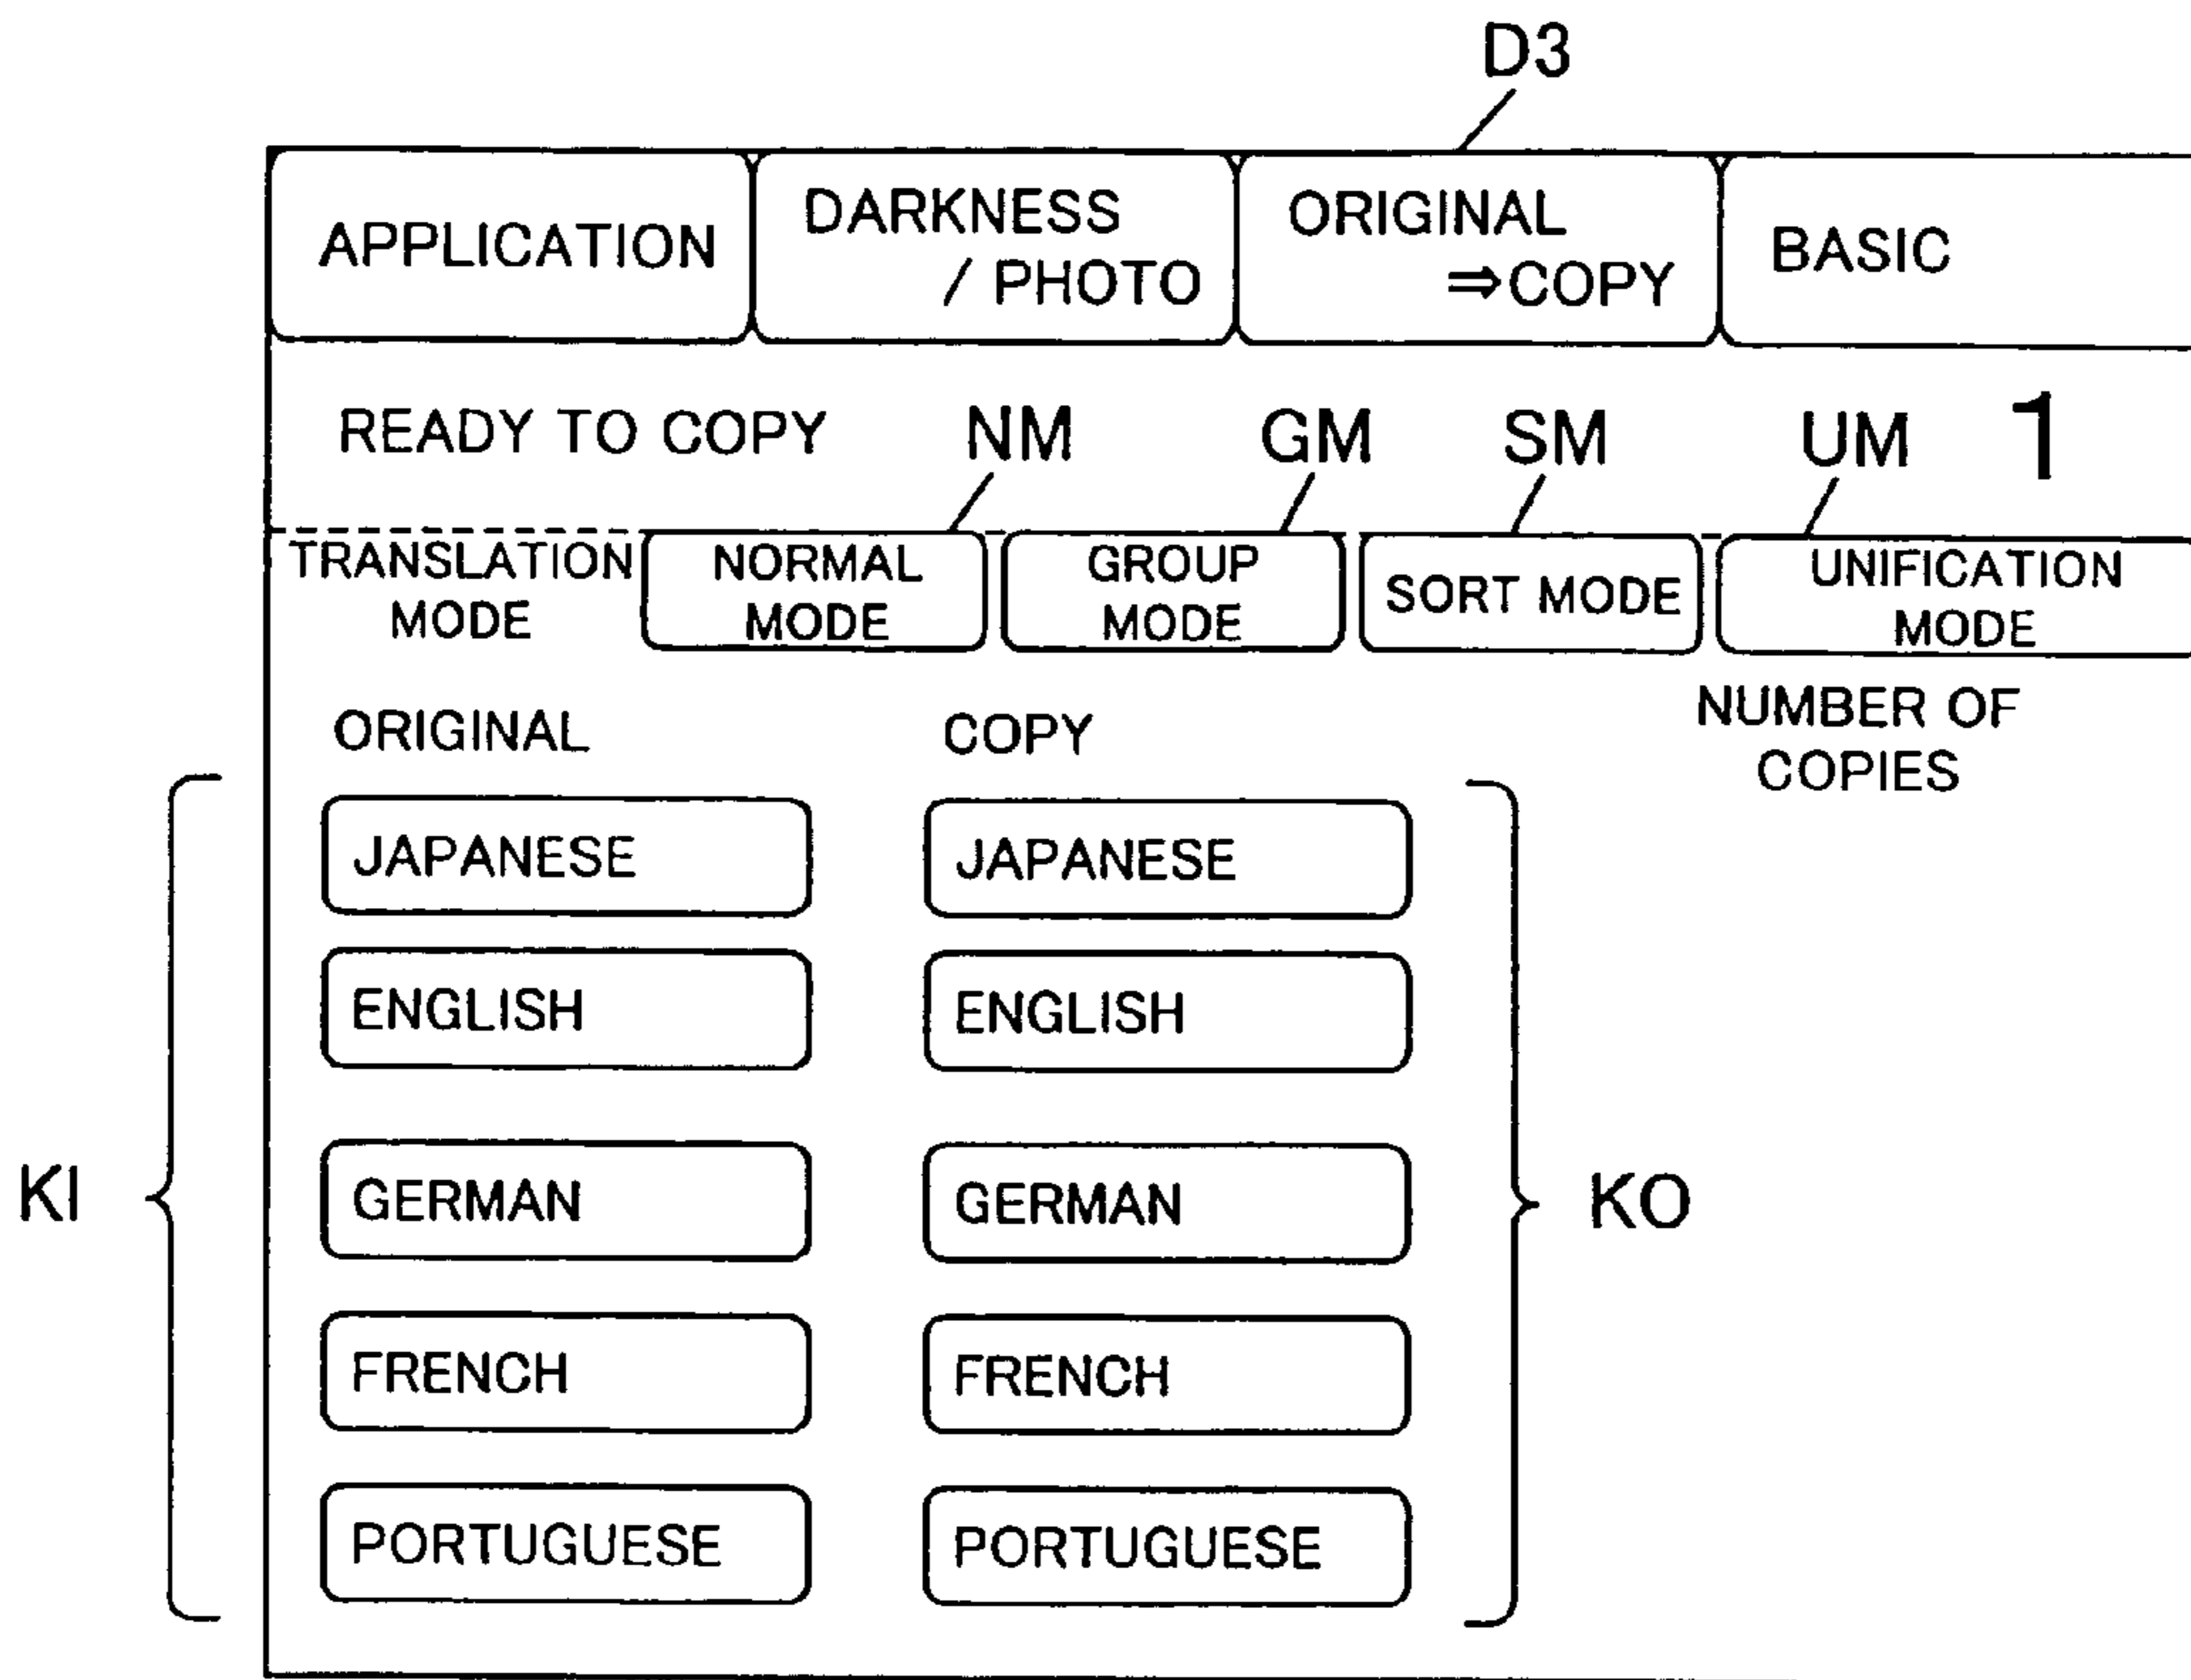 D3
APPLICATION
DARKNESS
/ PHOTO
ORIGINAL
⇒COPY
BASIC
READY TO COPY
NM
GM
SM
UM
1
TRANSLATION
MODE
NORMAL
MODE
GROUP
MODE
SORT MODE
UNIFICATION
MODE
ORIGINAL
COPY
NUMBER OF
COPIES
JAPANESE
JAPANESE
ENGLISH
ENGLISH
KI
GERMAN
GERMAN
KO
FRENCH
FRENCH
PORTUGUESE
PORTUGUESE